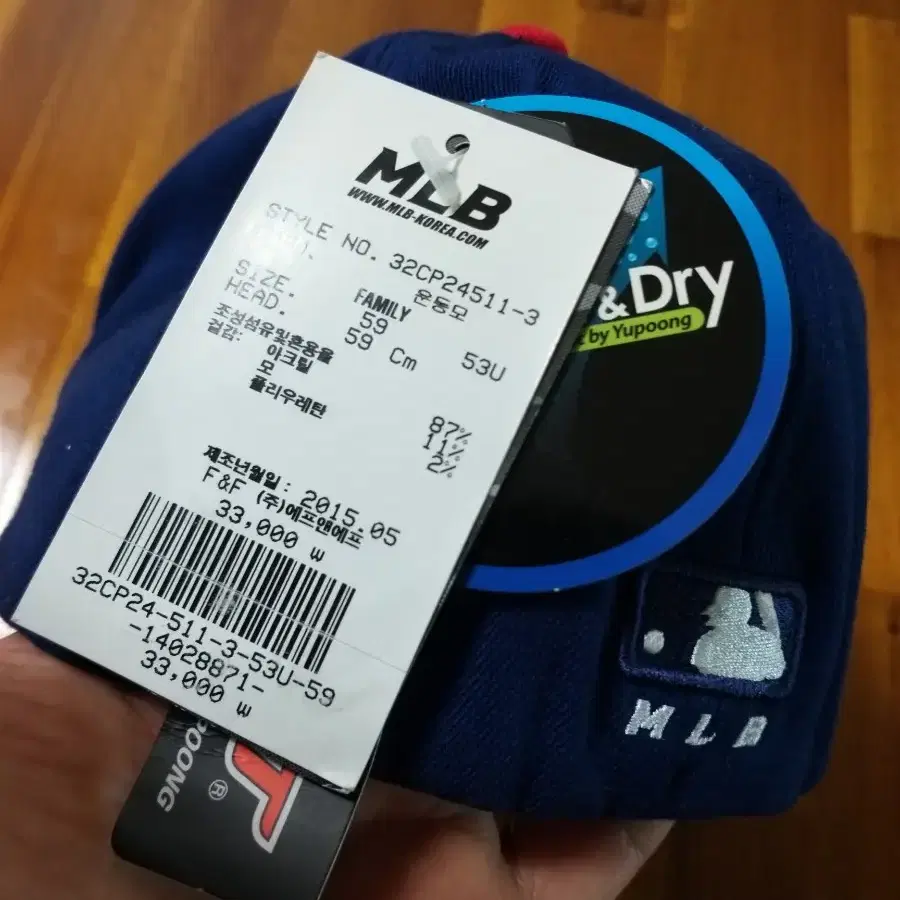 MLB
WWW.MLB-KOREA.COM
STYLE NO. 32CP24511-3
운동모
SIZE. FAMILY 59 53U
HEAD. 59 Cm
조성섬유및혼용율
겉감: 아크릴 87%
모 11%
폴리우레탄 2%
제조년월일: 2015.05
F&F (주)에프앤에프
33,000 w
32CP24-511-3-53U-59
-14028871-
33,000 w
& Dry
by Yupoong
MLB
®